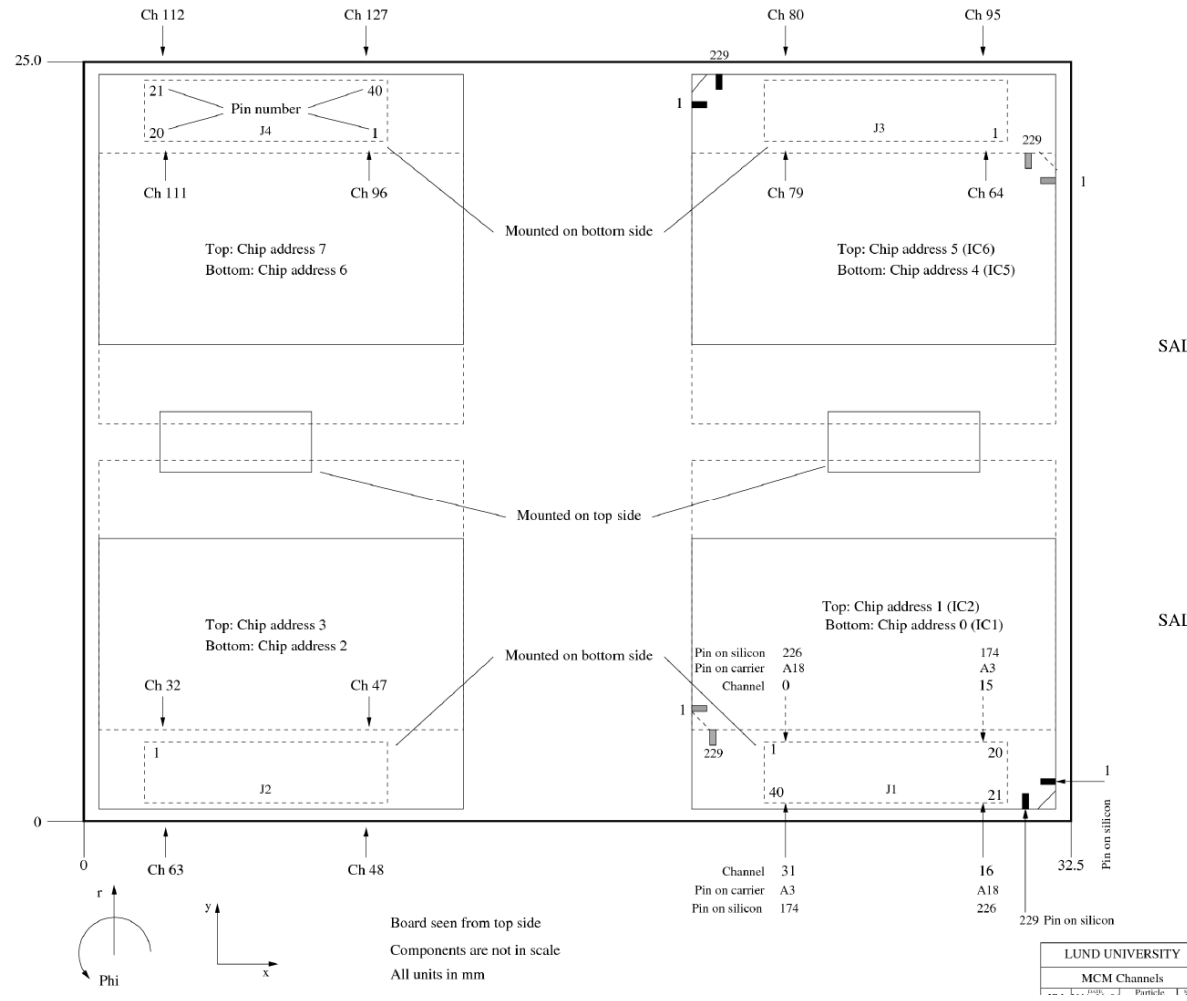 Ch 112 Ch 127 Ch 80 Ch 95
25.0
229
21 40
Pin number
1
20 J4 1
J3 1
229
Ch 111 Ch 96 Ch 79 Ch 64
1
Mounted on bottom side
Top: Chip address 7
Bottom: Chip address 6
Top: Chip address 5 (IC6)
Bottom: Chip address 4 (IC5)
SAL
Mounted on top side
Top: Chip address 3
Bottom: Chip address 2
Top: Chip address 1 (IC2)
Bottom: Chip address 0 (IC1)
SAL
Mounted on bottom side
Pin on silicon 226 174
Pin on carrier A18 A3
Channel 0 15
Ch 32 Ch 47
1
229
1
J2
1 20
40 J1 21
1
Pin on silicon
0
0
Ch 63 Ch 48
Channel 31 16
32.5
Pin on carrier A3 A18
Pin on silicon 174 226
229 Pin on silicon
r
Phi
y
x
Board seen from top side
Components are not in scale
All units in mm
LUND UNIVERSITY
MCM Channels
DATE Particle